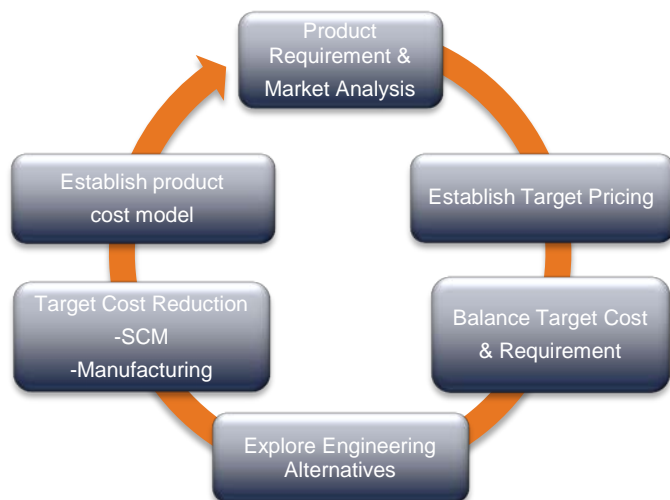 Product
Requirement &
Market Analysis
Establish Target Pricing
Balance Target Cost
& Requirement
Explore Engineering
Alternatives
Target Cost Reduction
-SCM
-Manufacturing
Establish product
cost model